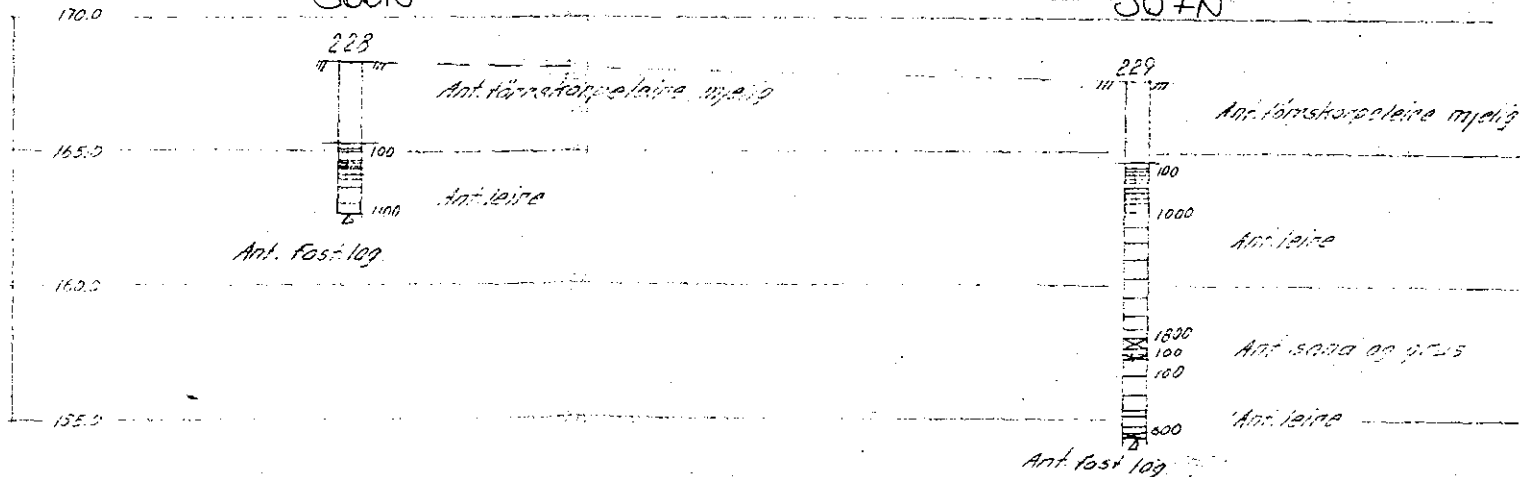 170.0
228
Ant. tørrskorpeleire mjelig
165.0
100
Ant. leire
1100
Ant. Fast lag.
160.0
155.0
229
Ant. tørrskorpeleire mjelig
100
1000
Ant. leire
1800
100
Ant sand og grus
100
Ant. leire
600
Ant. fast lag.